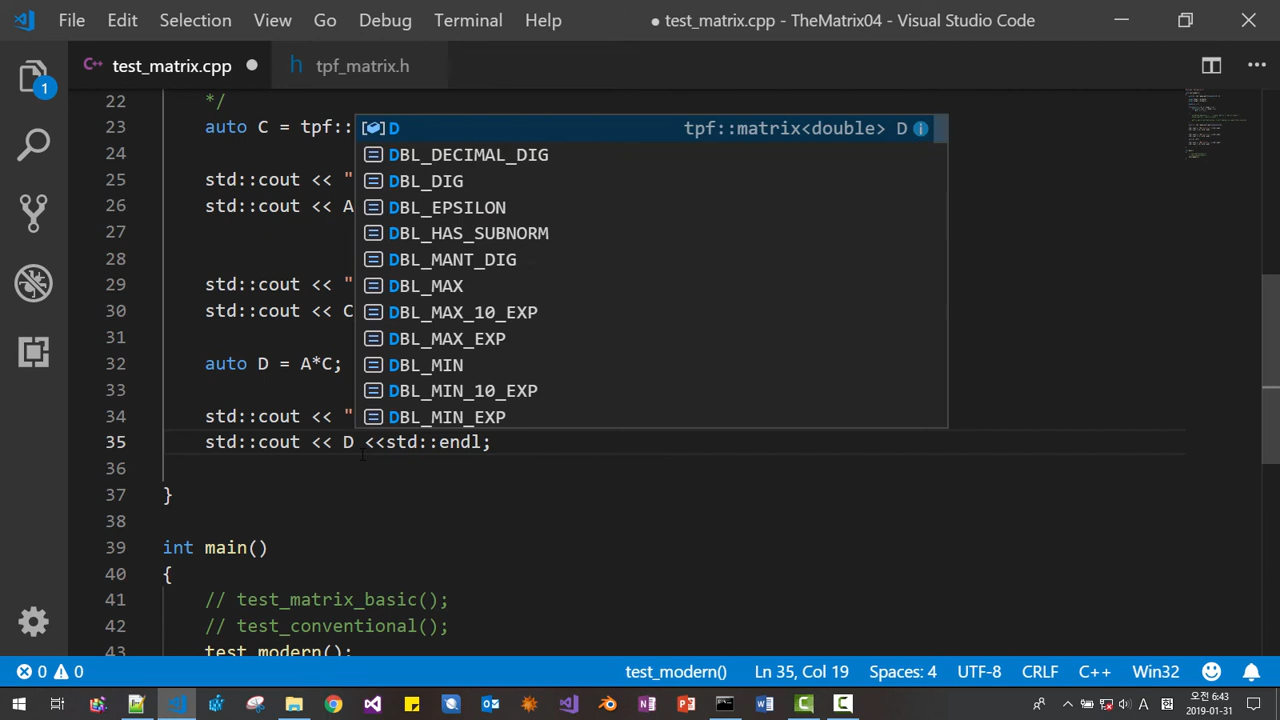 File Edit Selection View Go Debug Terminal Help ● test_matrix.cpp - TheMatrix04 - Visual Studio Code
test_matrix.cpp
tpf_matrix.h
1
22 */
23 auto C = tpf::
24
25 std::cout << "
26 std::cout << A
27
28
29 std::cout << "
30 std::cout << C
31
32 auto D = A*C;
33
34 std::cout << "
35 std::cout << D <<std::endl;
36
37 }
38
39 int main()
40 {
41 // test_matrix_basic();
42 // test_conventional();
43 test_modern();
D tpf::matrix<double> D
DBL_DECIMAL_DIG
DBL_DIG
DBL_EPSILON
DBL_HAS_SUBNORM
DBL_MANT_DIG
DBL_MAX
DBL_MAX_10_EXP
DBL_MAX_EXP
DBL_MIN
DBL_MIN_10_EXP
DBL_MIN_EXP
0 0 test_modern() Ln 35, Col 19 Spaces: 4 UTF-8 CRLF C++ Win32
A 오전 6:43
2019-01-31